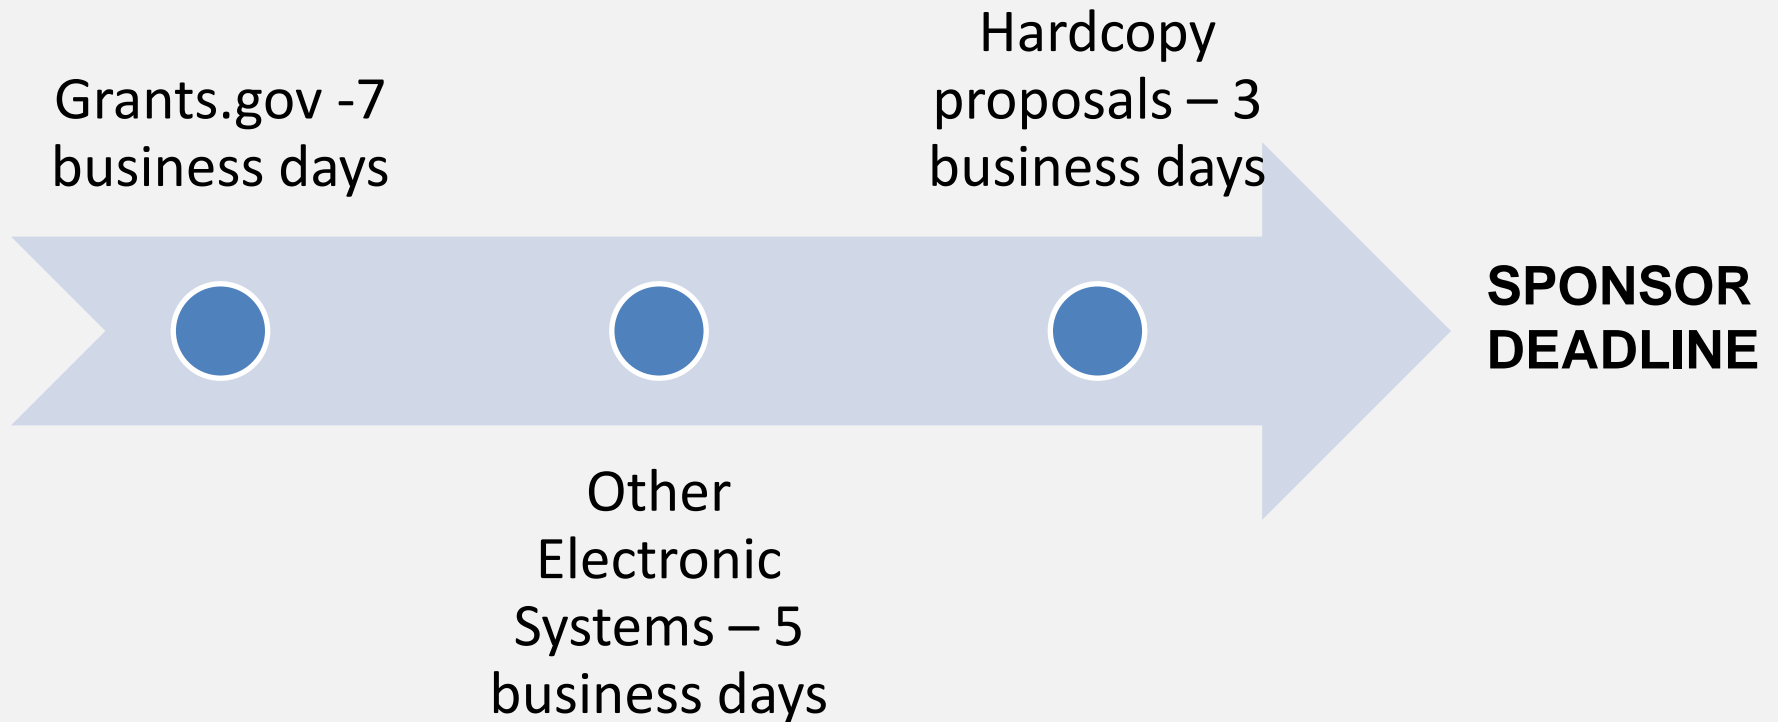 Grants.gov -7
business days
Other
Electronic
Systems – 5
business days
Hardcopy
proposals – 3
business days
SPONSOR
DEADLINE